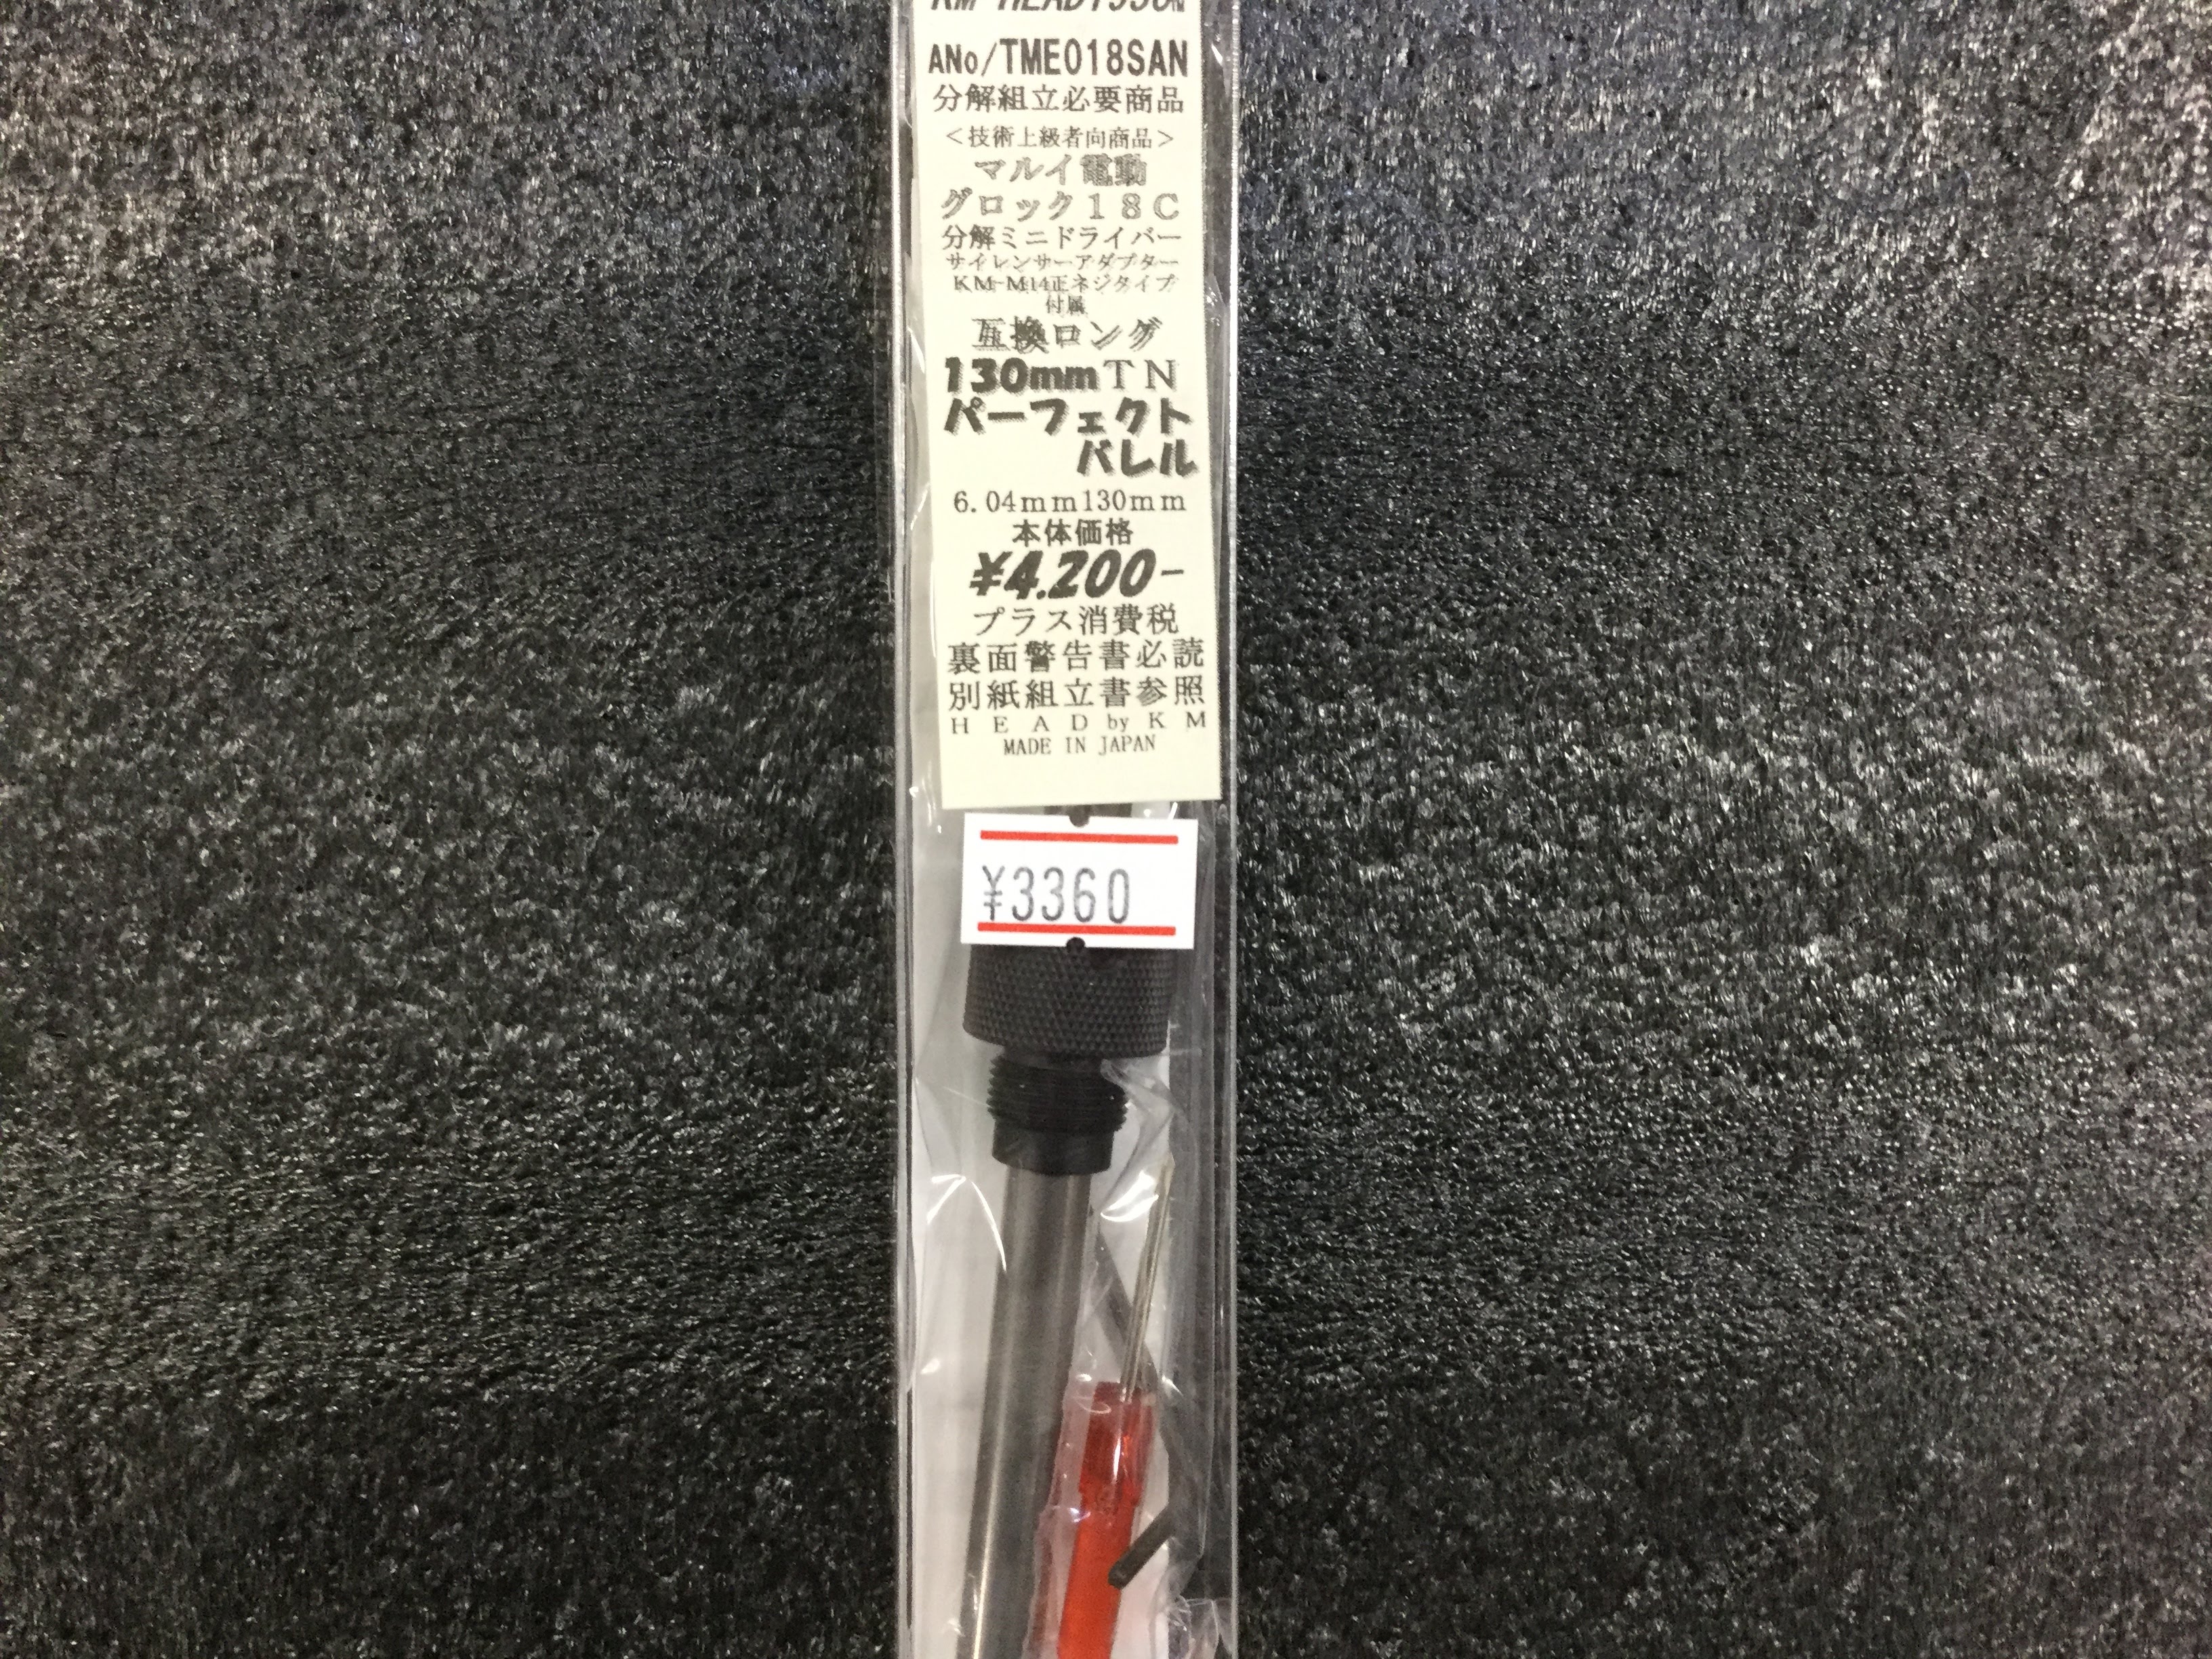 ANo/TME018SAN
分解組立必要商品
＜技術上級者向商品＞
マルイ電動
グロック１８Ｃ
分解ミニドライバー
サイレンサーアダプター
KM-M14正ネジタイプ
付属
互換ロング
130mmＴＮ
パーフェクト
バレル
6.04mm130mm
本体価格
¥4.200-
プラス消費税
裏面警告書必読
別紙組立書参照
ＨＥＡＤ by ＫＭ
MADE IN JAPAN
¥3360